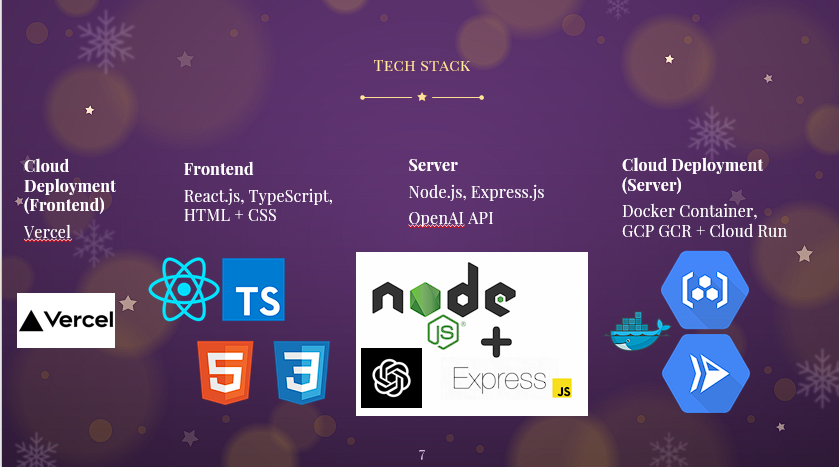 Tech stack
Cloud
Deployment
(Frontend)
Vercel
Vercel
Frontend
React.js, TypeScript,
HTML + CSS
TS
5
3
Server
Node.js, Express.js
OpenAI API
node
JS
®
+
Express
JS
Cloud Deployment
(Server)
Docker Container,
GCP GCR + Cloud Run
7